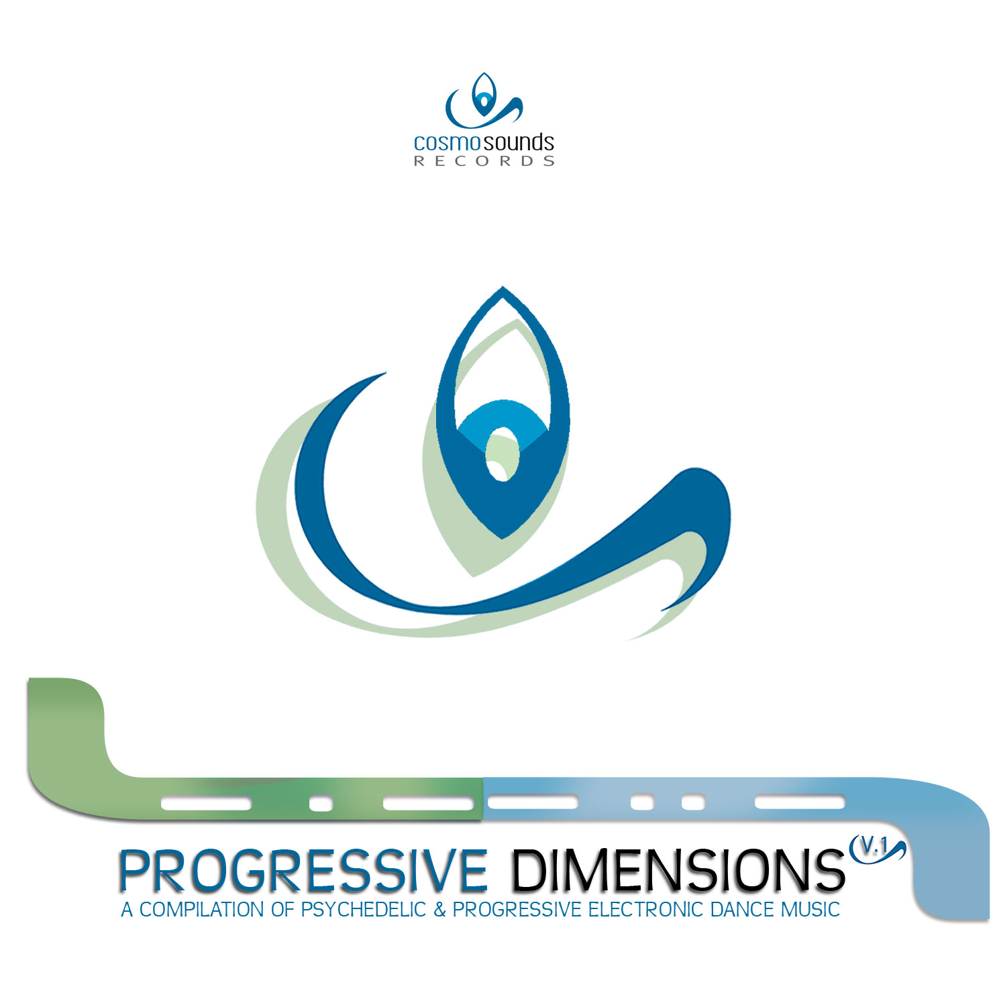 cosmosounds
RECORDS
PROGRESSIVE DIMENSIONS V.1
A COMPILATION OF PSYCHEDELIC & PROGRESSIVE ELECTRONIC DANCE MUSIC